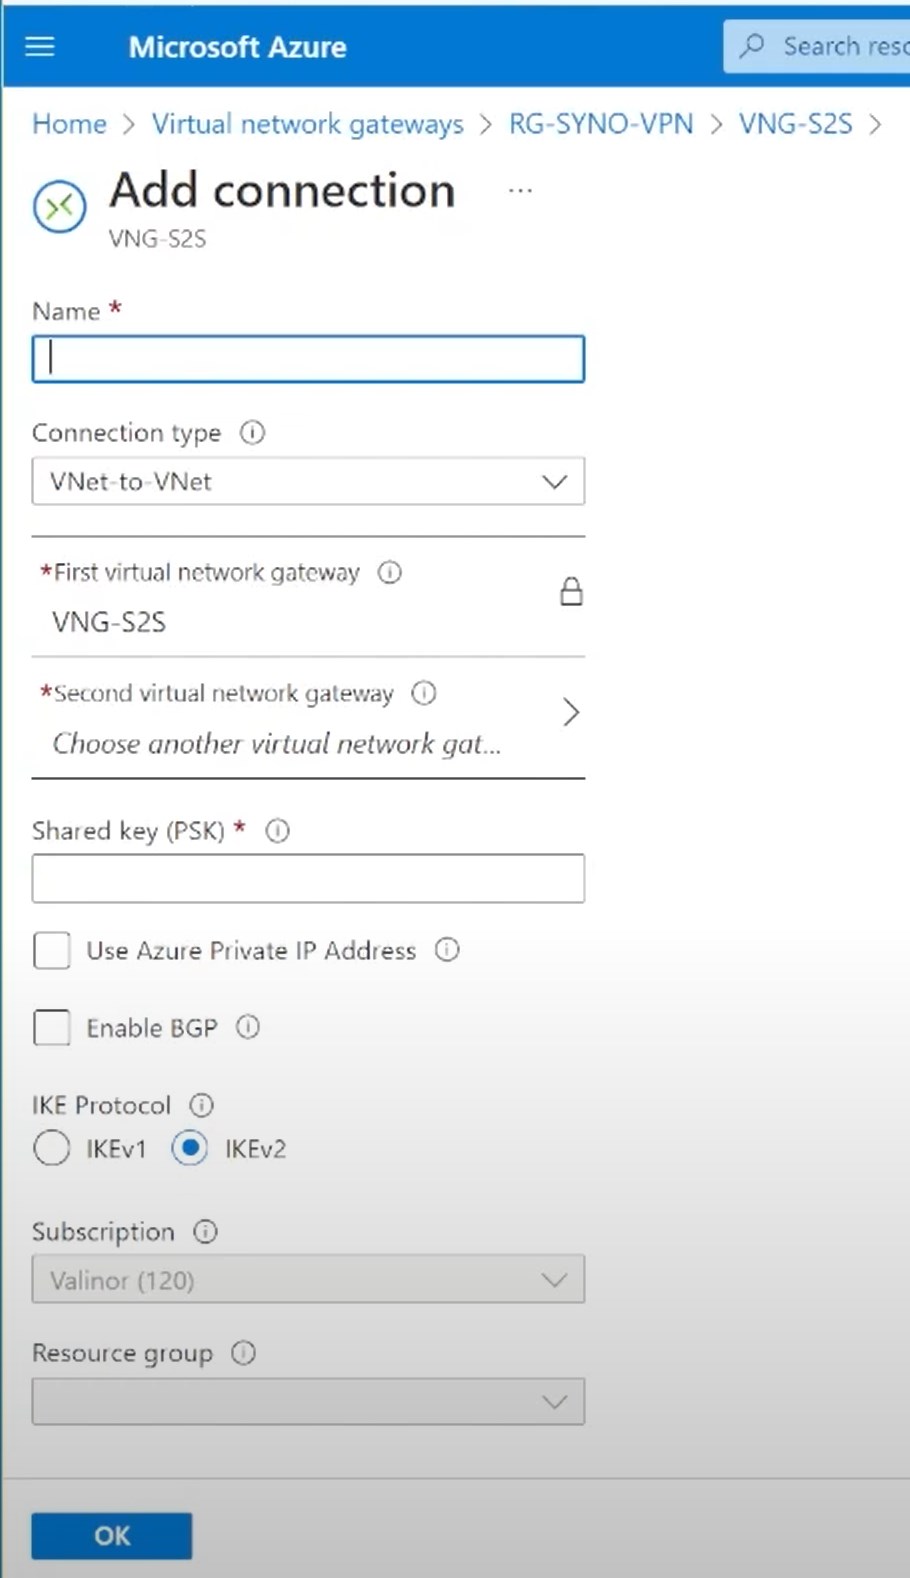 Microsoft Azure
Search reso
Home > Virtual network gateways > RG-SYNO-VPN > VNG-S2S >
Add connection ...
VNG-S2S
Name *
Connection type
VNet-to-VNet
*First virtual network gateway
VNG-S2S
*Second virtual network gateway
Choose another virtual network gat...
Shared key (PSK) *
Use Azure Private IP Address
Enable BGP
IKE Protocol
IKEv1 IKEv2
Subscription
Valinor (120)
Resource group
OK